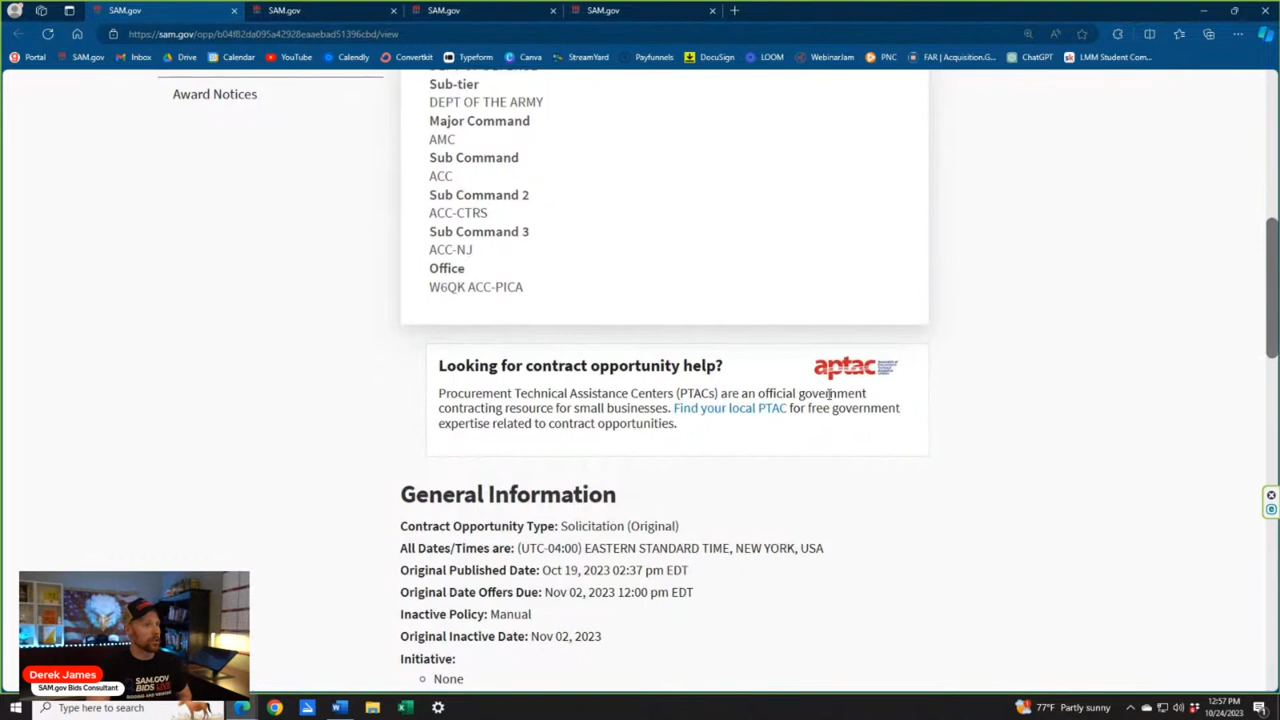 SAM.gov
SAM.gov
SAM.gov
SAM.gov
https://sam.gov/opp/b04f82da095a42928eaaebad51396cbd/view
Portal
SAM.gov
Inbox
Drive
Calendar
YouTube
Calendly
Convertkit
Typeform
Canva
StreamYard
Payfunnels
DocuSign
LOOM
WebinarJam
PNC
FAR | Acquisition.G...
ChatGPT
LMM Student Com...
Award Notices
Sub-tier
DEPT OF THE ARMY
Major Command
AMC
Sub Command
ACC
Sub Command 2
ACC-CTRS
Sub Command 3
ACC-NJ
Office
W6QK ACC-PICA
Looking for contract opportunity help?
aptac
Procurement Technical Assistance Centers (PTACs) are an official government
contracting resource for small businesses. Find your local PTAC for free government
expertise related to contract opportunities.
General Information
Contract Opportunity Type: Solicitation (Original)
All Dates/Times are: (UTC-04:00) EASTERN STANDARD TIME, NEW YORK, USA
Original Published Date: Oct 19, 2023 02:37 pm EDT
Original Date Offers Due: Nov 02, 2023 12:00 pm EDT
Inactive Policy: Manual
Original Inactive Date: Nov 02, 2023
Initiative:
None
SAM.GOV
BIDS
Derek James
SAM.gov Bids Consultant
Type here to search
77°F Partly sunny
12:57 PM
10/24/2023